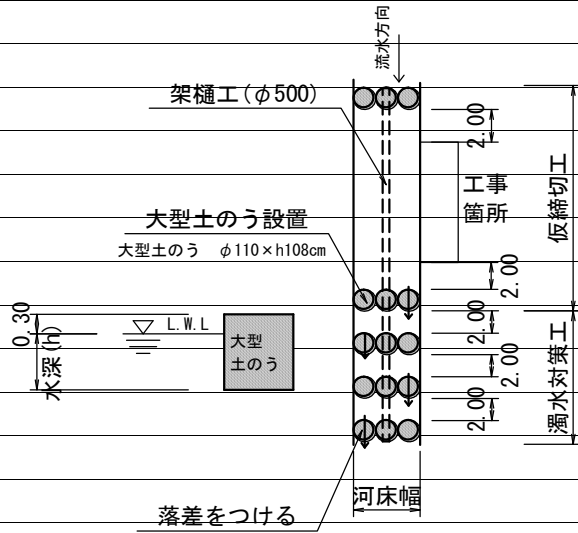 流水方向
架樋工(φ500)
2.00
工事
箇所
仮締切工
大型土のう設置
大型土のう φ110×h108cm
2.00
0.30
L.W.L
水深(h)
大型
土のう
2.00
2.00
2.00
濁水対策工
河床幅
落差をつける